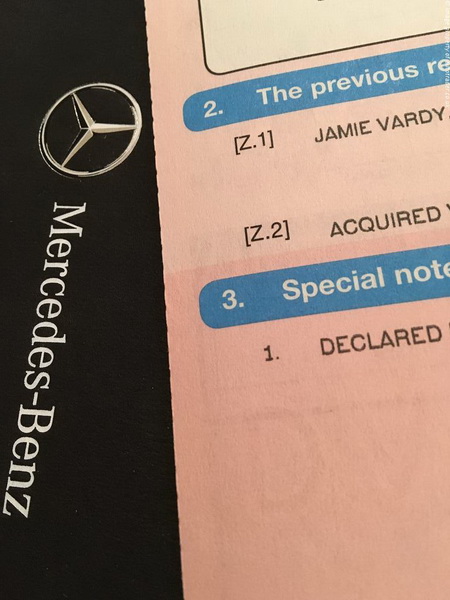 Mercedes-Benz
2. The previous re
[Z.1] JAMIE VARDY
[Z.2] ACQUIRED V
3. Special note
1. DECLARED